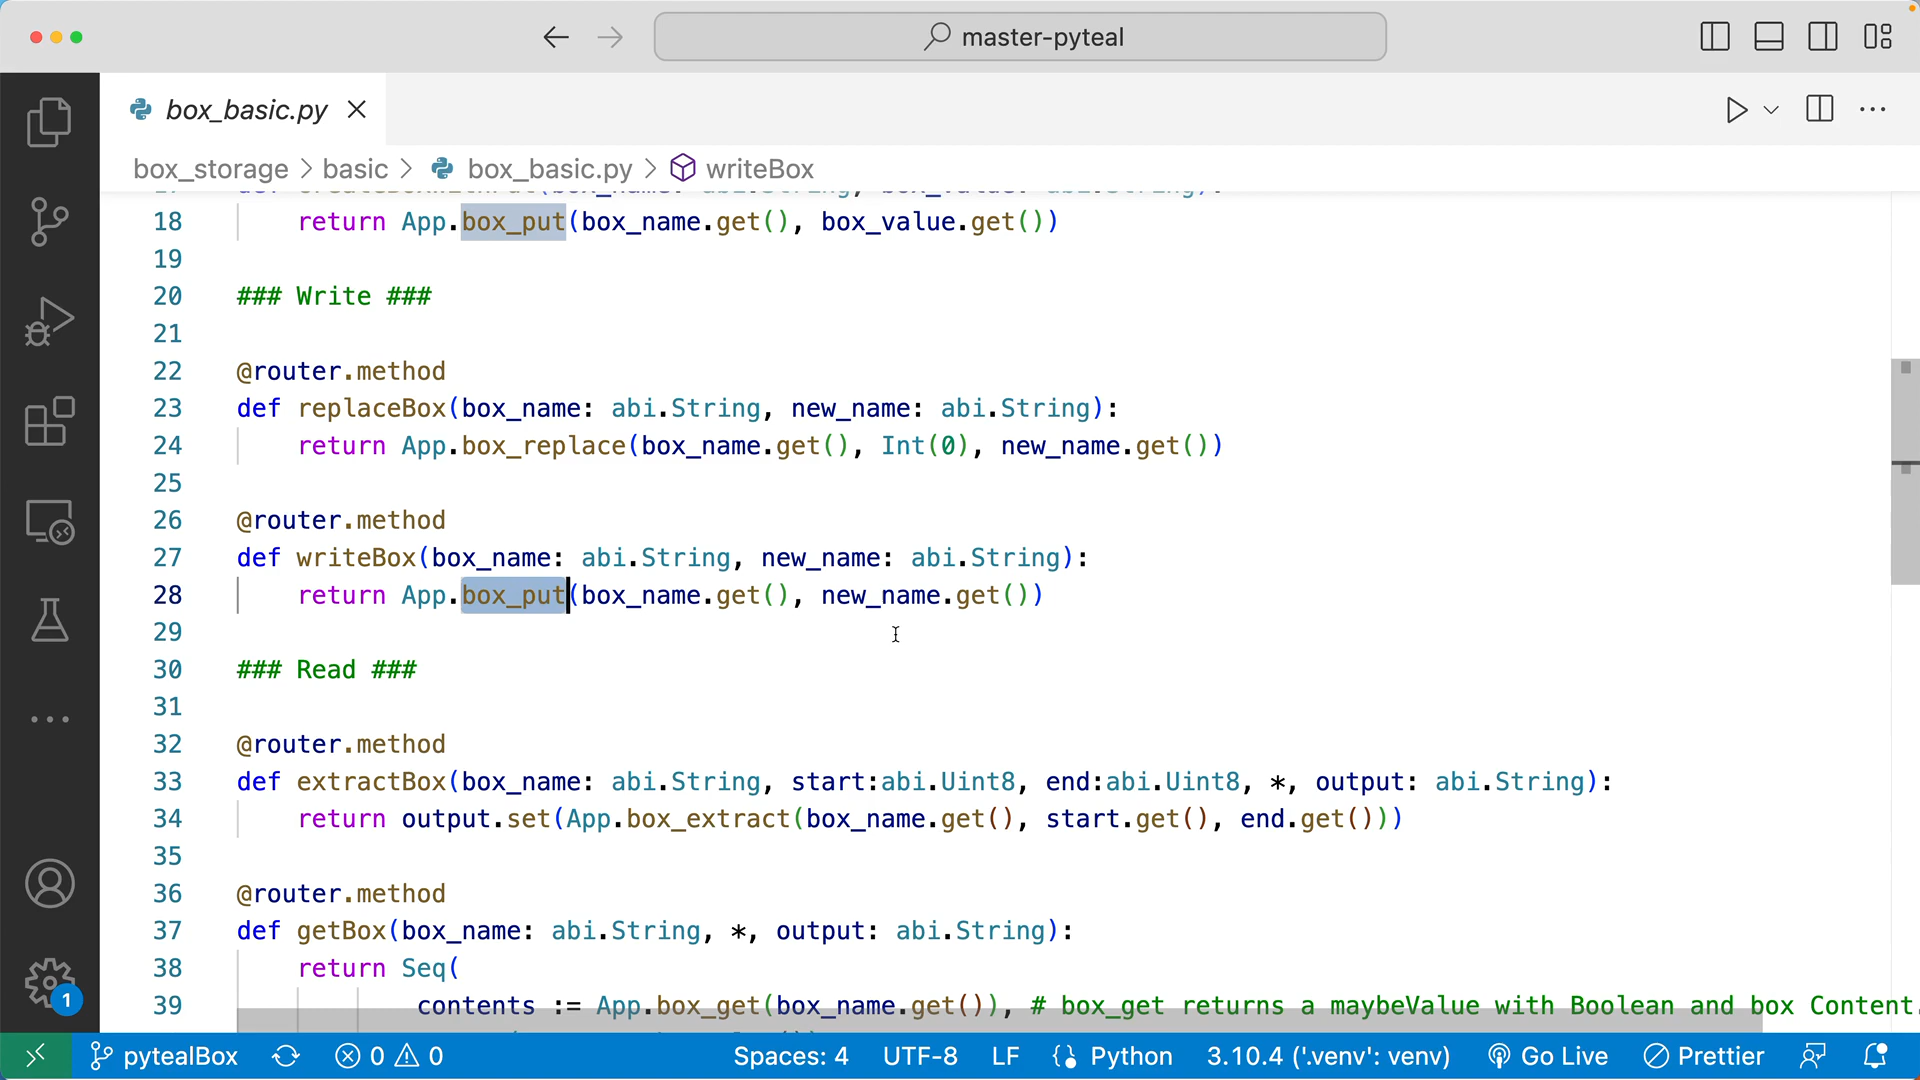 master-pyteal
box_basic.py
box_storage > basic > box_basic.py > writeBox
18 return App.box_put(box_name.get(), box_value.get())
19
20 ### Write ###
21
22 @router.method
23 def replaceBox(box_name: abi.String, new_name: abi.String):
24 return App.box_replace(box_name.get(), Int(0), new_name.get())
25
26 @router.method
27 def writeBox(box_name: abi.String, new_name: abi.String):
28 return App.box_put(box_name.get(), new_name.get())
29
30 ### Read ###
31
32 @router.method
33 def extractBox(box_name: abi.String, start:abi.Uint8, end:abi.Uint8, *, output: abi.String):
34 return output.set(App.box_extract(box_name.get(), start.get(), end.get()))
35
36 @router.method
37 def getBox(box_name: abi.String, *, output: abi.String):
38 return Seq(
39 contents := App.box_get(box_name.get()), # box_get returns a maybeValue with Boolean and box Content.
1
pytealBox 0 0 Spaces: 4 UTF-8 LF Python 3.10.4 ('.venv': venv) Go Live Prettier